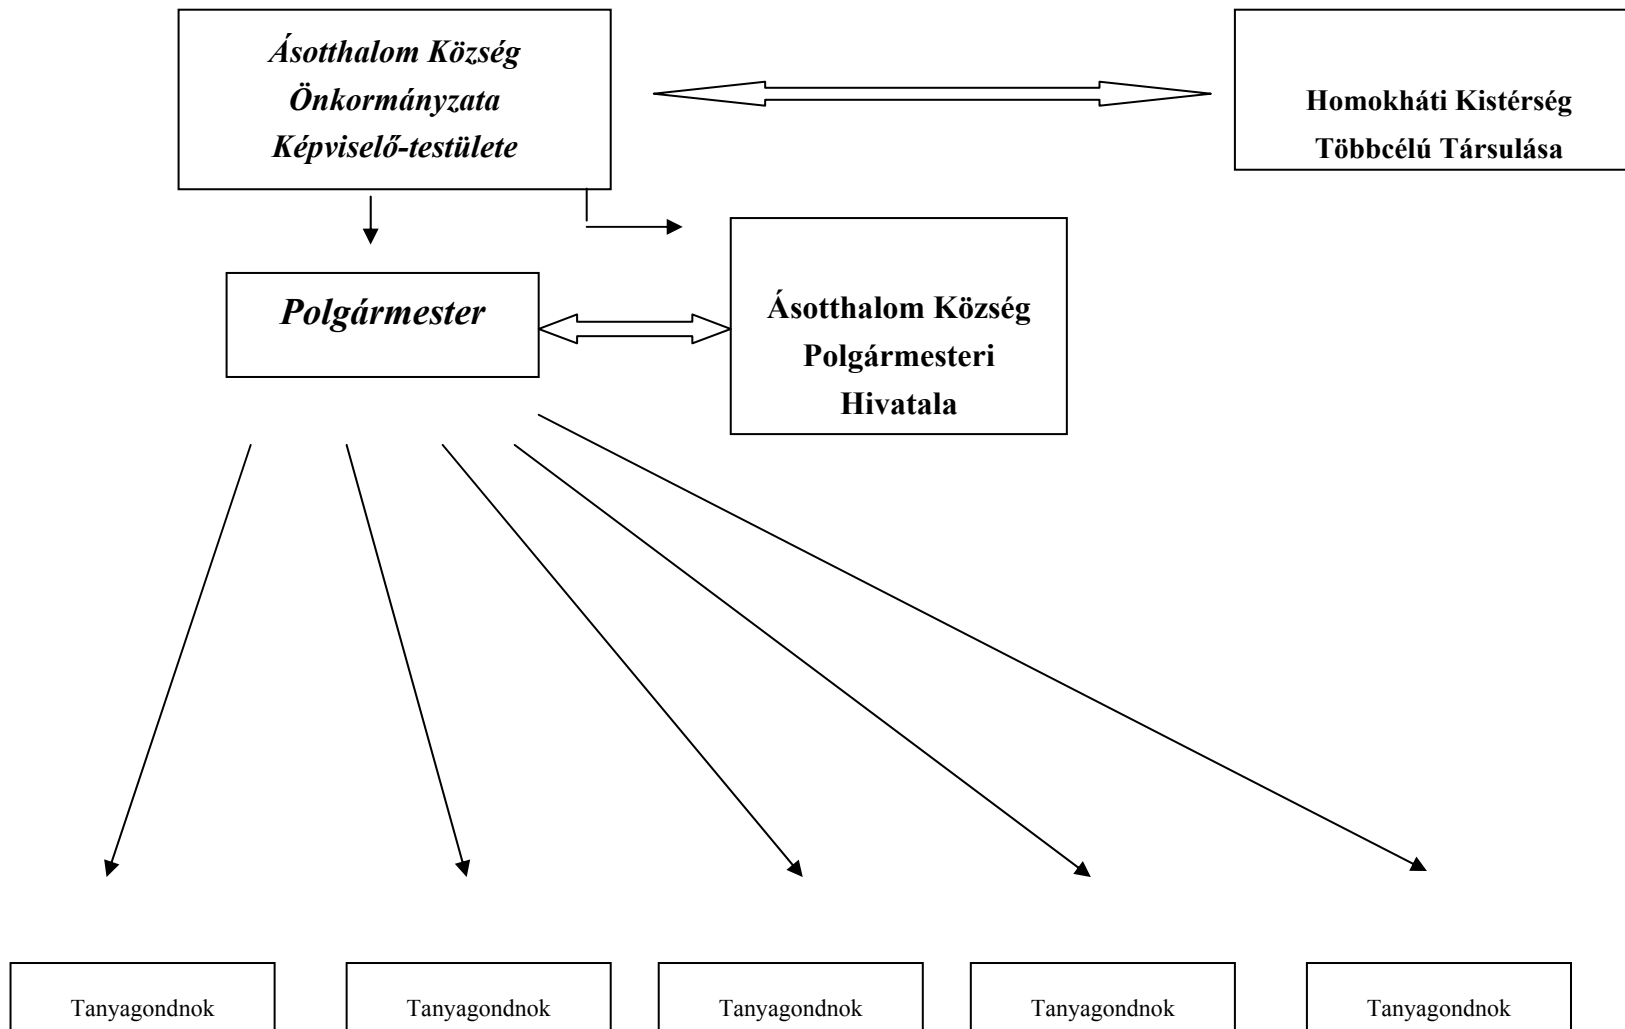 Ásotthalom Község
Önkormányzata
Képviselő-testülete
Homokháti Kistérség
Többcélú Társulása
Polgármester
Ásotthalom Község
Polgármesteri
Hivatala
Tanyagondnok
Tanyagondnok
Tanyagondnok
Tanyagondnok
Tanyagondnok